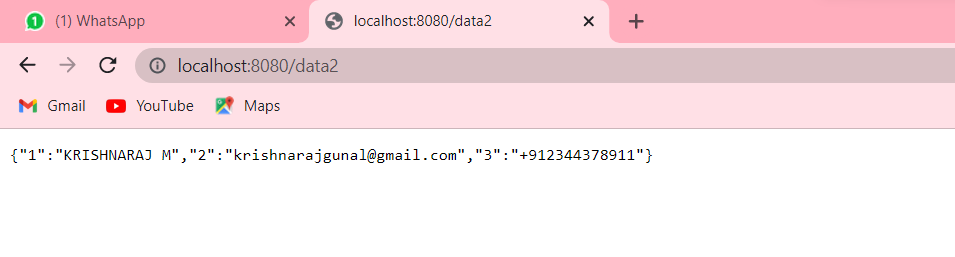 1 (1) WhatsApp localhost:8080/data2
localhost:8080/data2
Gmail YouTube Maps
{"1":"KRISHNARAJ M","2":"krishnarajgunal@gmail.com","3":"+912344378911"}